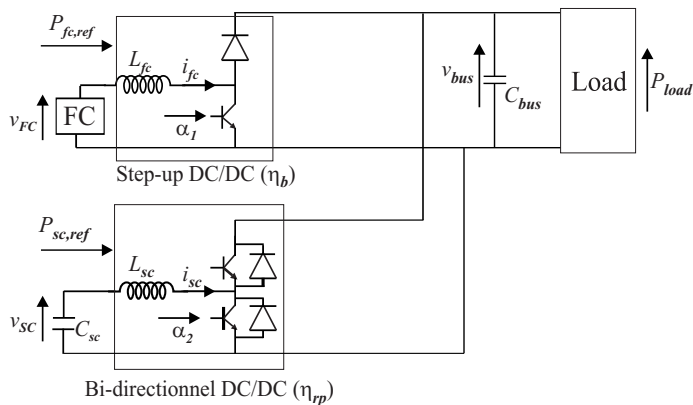 P_fc,ref
L_fc
i_fc
v_FC
FC
α_1
Step-up DC/DC (η_b)
v_bus
C_bus
Load
P_load
P_sc,ref
L_sc
i_sc
v_SC
C_sc
α_2
Bi-directionnel DC/DC (η_rp)